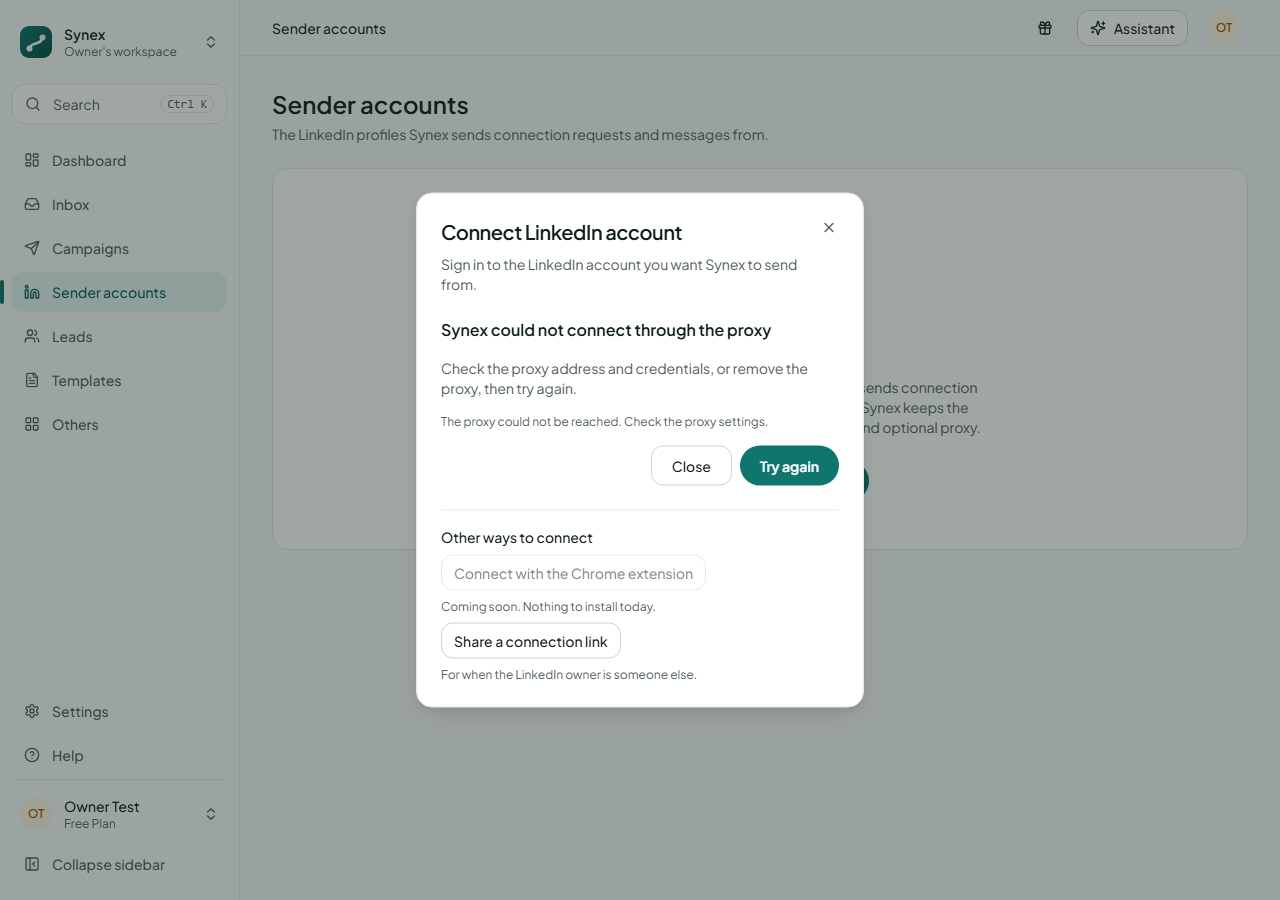 Synex
Owner's workspace
Search
Ctrl K
Dashboard
Inbox
Campaigns
Sender accounts
Leads
Templates
Others
Settings
Help
OT
Owner Test
Free Plan
Collapse sidebar
Sender accounts
Assistant
OT
Sender accounts
The LinkedIn profiles Synex sends connection requests and messages from.
Connect LinkedIn account
Sign in to the LinkedIn account you want Synex to send
from.
Synex could not connect through the proxy
Check the proxy address and credentials, or remove the
proxy, then try again.
The proxy could not be reached. Check the proxy settings.
Close
Try again
Other ways to connect
Connect with the Chrome extension
Coming soon. Nothing to install today.
Share a connection link
For when the LinkedIn owner is someone else.
sends connection
Synex keeps the
optional proxy.